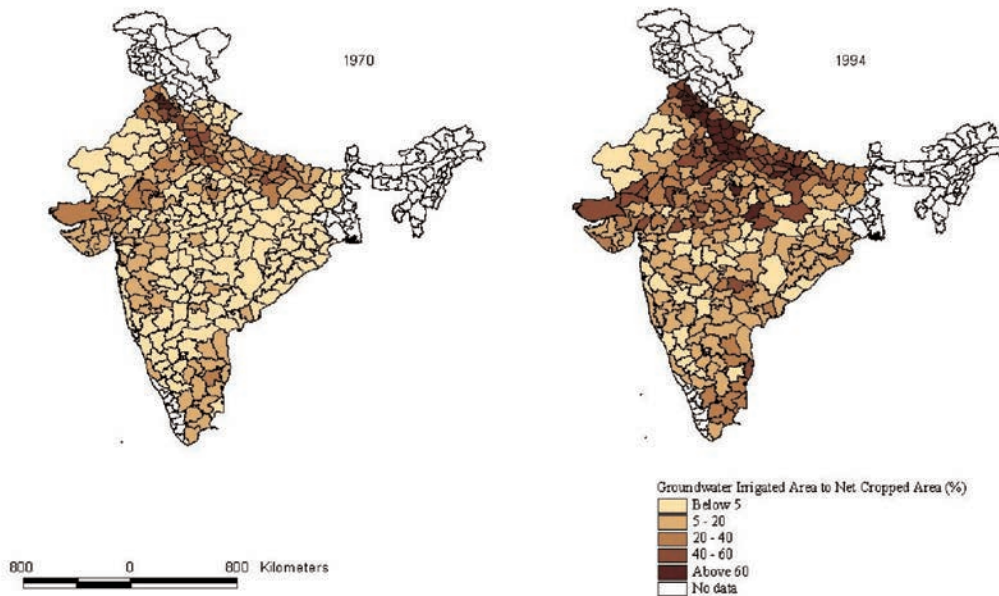 1970
1994
Groundwater Irrigated Area to Net Cropped Area (%)
Below 5
5 - 20
20 - 40
40 - 60
Above 60
No data
800 0 800 Kilometers